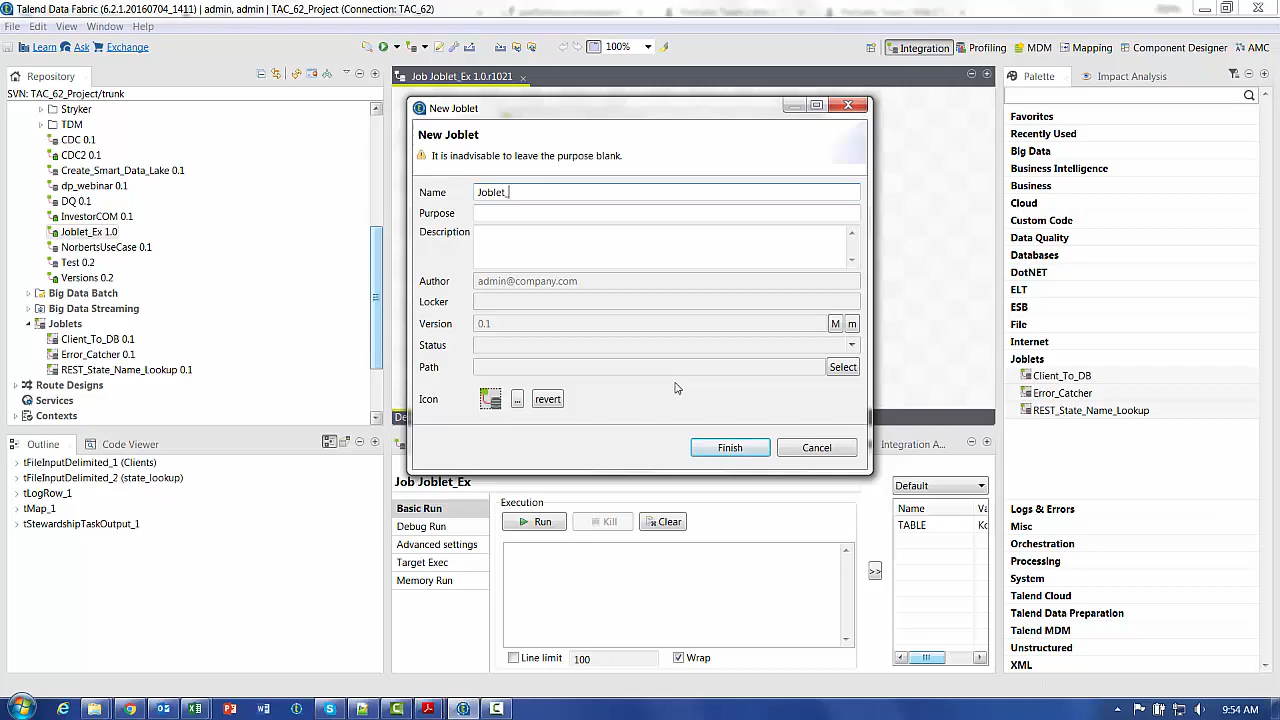 Talend Data Fabric (6.2.1.20160704_1411) | admin, admin | TAC_62_Project (Connection: TAC_62)
File Edit View Window Help
Learn Ask Exchange
100%
Integration Profiling MDM Mapping Component Designer AMC
Repository
SVN: TAC_62_Project/trunk
Stryker
TDM
CDC 0.1
CDC2 0.1
Create_Smart_Data_Lake 0.1
dp_webinar 0.1
DQ 0.1
InvestorCOM 0.1
Joblet_Ex 1.0
NorbertsUseCase 0.1
Test 0.2
Versions 0.2
Big Data Batch
Big Data Streaming
Joblets
Client_To_DB 0.1
Error_Catcher 0.1
REST_State_Name_Lookup 0.1
Route Designs
Services
Contexts
Job Joblet_Ex 1.0.r1021
New Joblet
New Joblet
It is inadvisable to leave the purpose blank.
Name Joblet_
Purpose
Description
Author admin@company.com
Locker
Version 0.1 M m
Status
Path Select
Icon ... revert
Finish Cancel
Palette Impact Analysis
Favorites
Recently Used
Big Data
Business Intelligence
Business
Cloud
Custom Code
Data Quality
Databases
DotNET
ELT
ESB
File
Internet
Joblets
Client_To_DB
Error_Catcher
REST_State_Name_Lookup
Logs & Errors
Misc
Orchestration
Processing
System
Talend Cloud
Talend Data Preparation
Talend MDM
Unstructured
XML
Outline Code Viewer
tFileInputDelimited_1 (Clients)
tFileInputDelimited_2 (state_lookup)
tLogRow_1
tMap_1
tStewardshipTaskOutput_1
De
Integration A...
Job Joblet_Ex
Basic Run
Debug Run
Advanced settings
Target Exec
Memory Run
Execution
Run Kill Clear
Line limit 100 Wrap
>>
Default
Name Va
TABLE Kc
9:54 AM